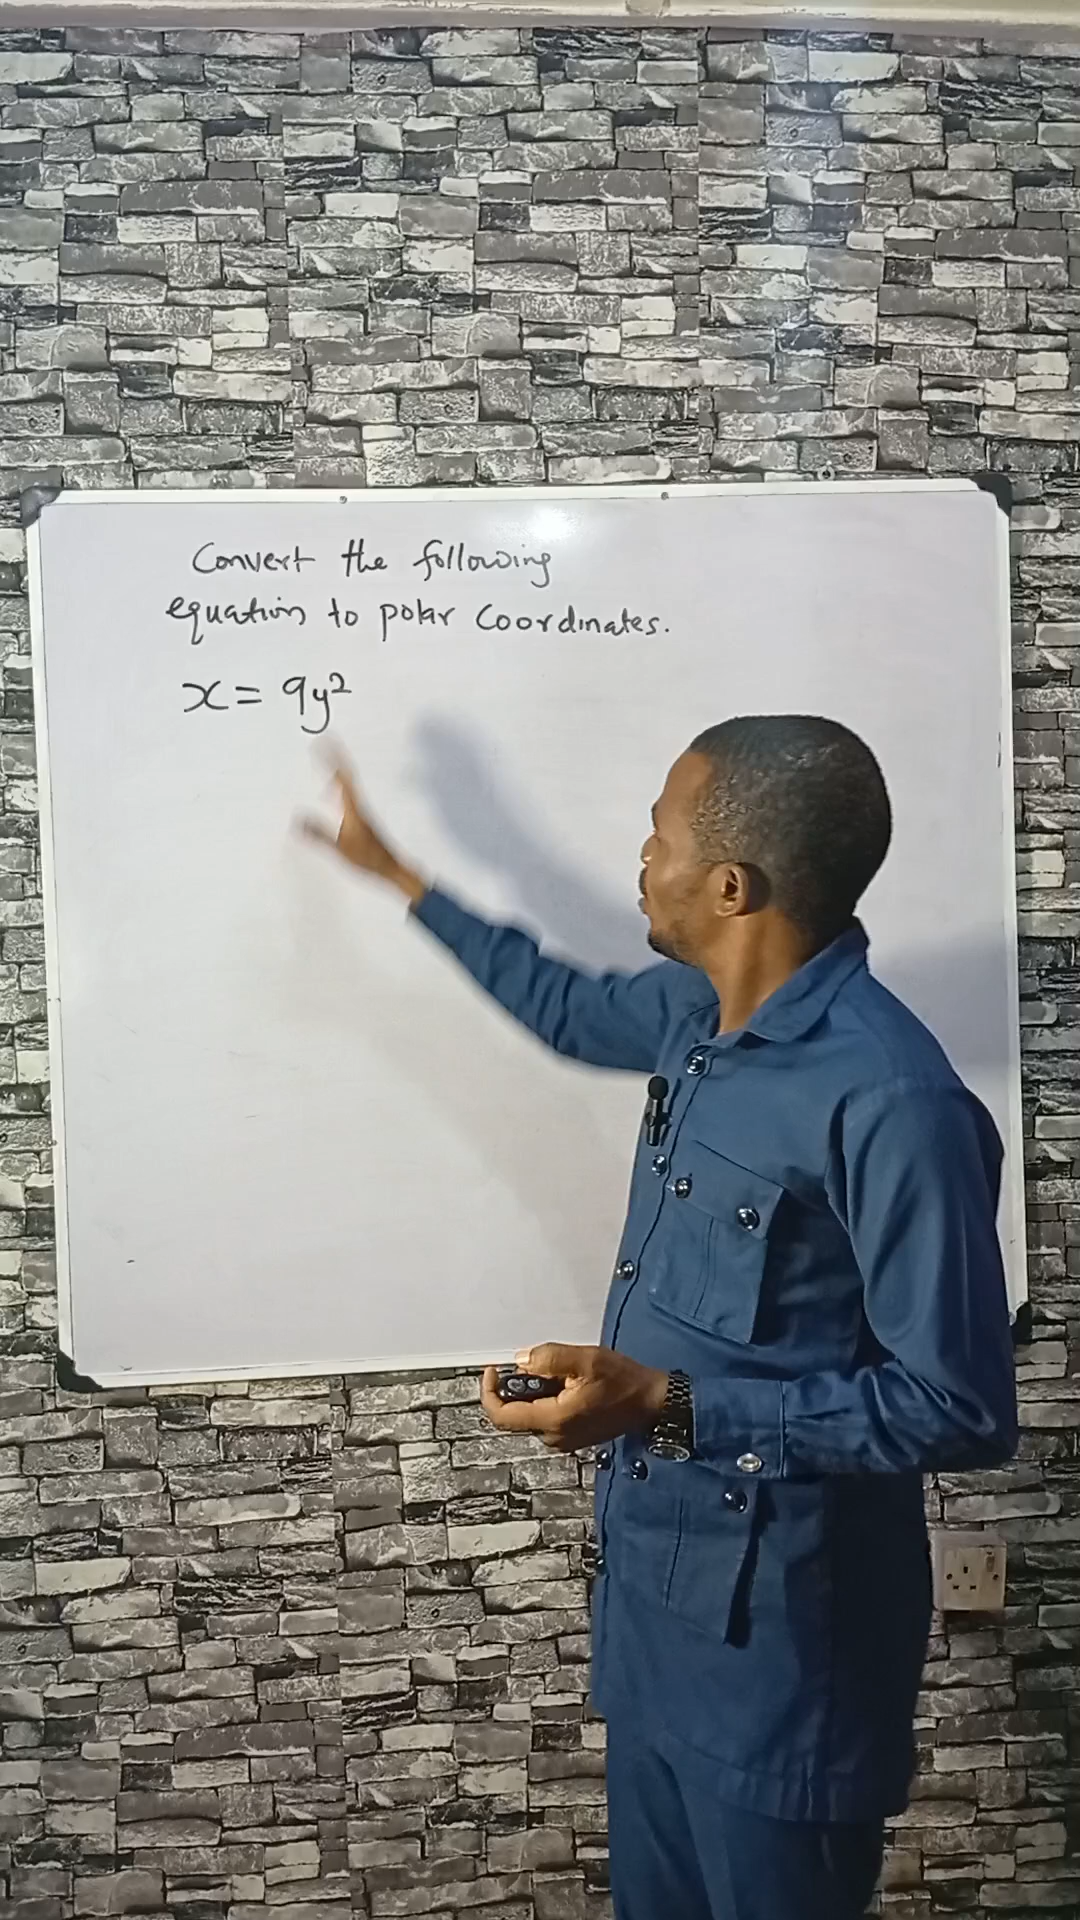 Convert the following
equation to polar coordinates.
x = 9y²